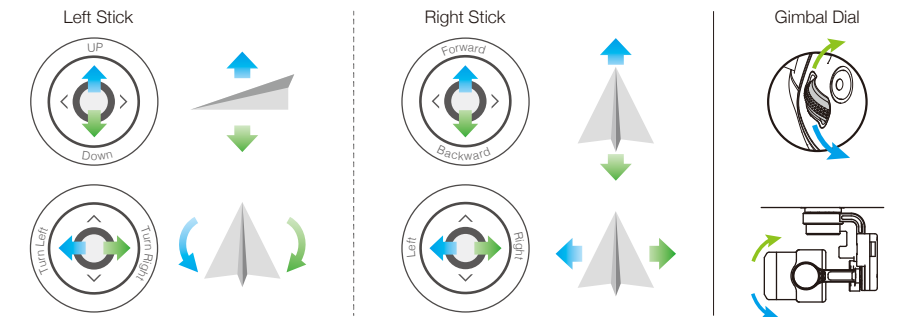 Left Stick
UP
Down
Turn Left
Turn Right
Right Stick
Forward
Backward
Left
Right
Gimbal Dial